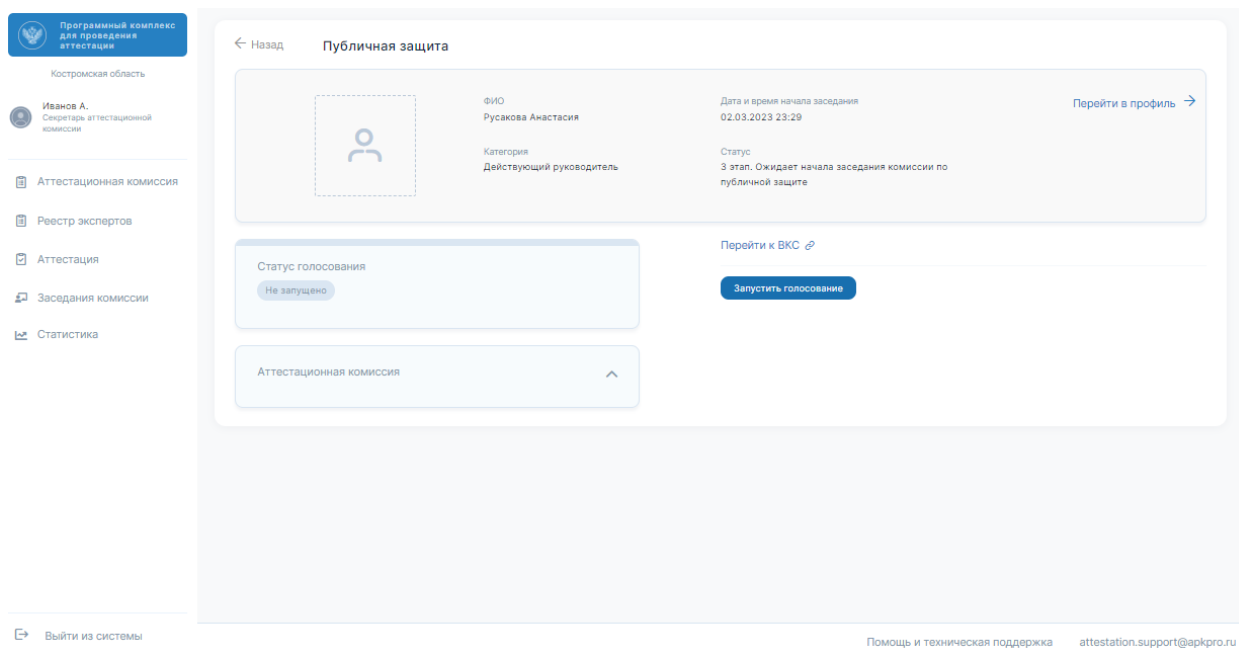 Программный комплекс
для проведения
аттестации
Костромская область
Иванов А.
Секретарь аттестационной
комиссии
Аттестационная комиссия
Реестр экспертов
Аттестация
Заседания комиссии
Статистика
Выйти из системы
Назад
Публичная защита
ФИО
Русакова Анастасия
Категория
Действующий руководитель
Дата и время начала заседания
02.03.2023 23:29
Статус
3 этап. Ожидает начала заседания комиссии по
публичной защите
Перейти в профиль
Статус голосования
Не запущено
Перейти к ВКС
Запустить голосование
Аттестационная комиссия
Помощь и техническая поддержка
attestation.support@apkpro.ru